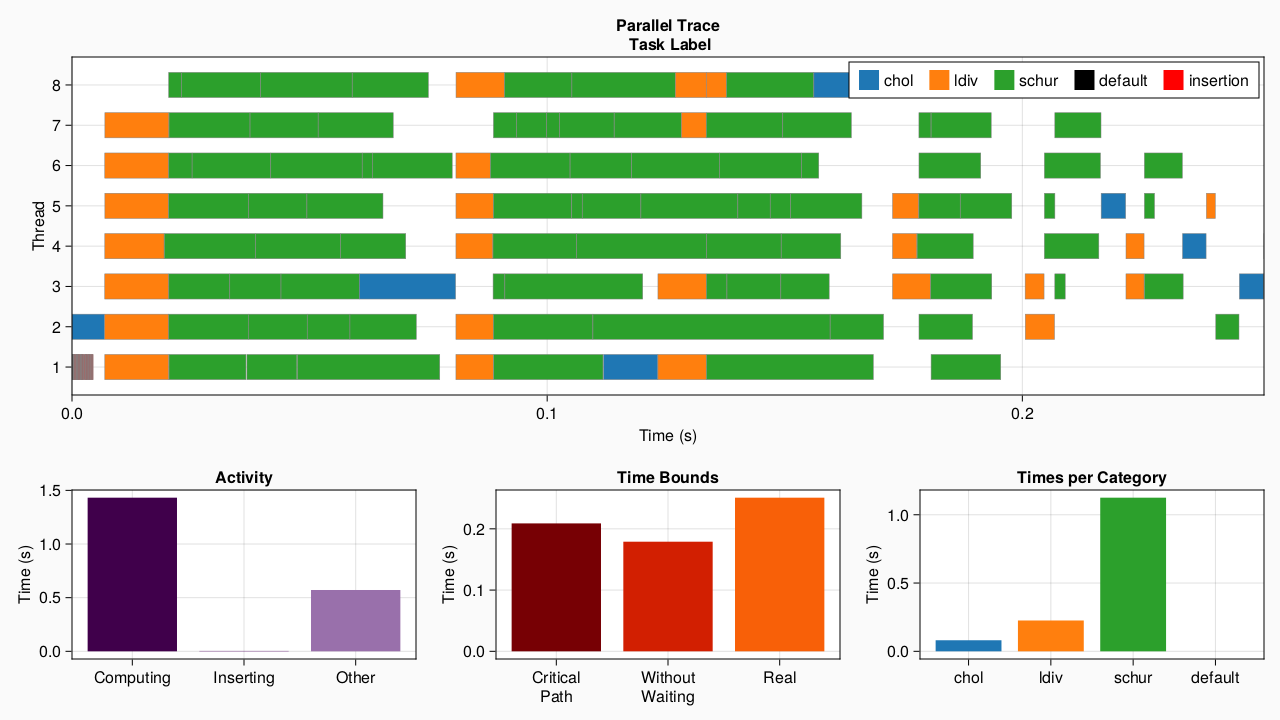 Parallel Trace
Task Label
chol ldiv schur default insertion
8
7
6
5
4
3
2
1
Thread
0.0 0.1 0.2
Time (s)
Activity
1.5
1.0
0.5
0.0
Time (s)
Computing Inserting Other
Time Bounds
0.2
0.1
0.0
Time (s)
Critical Path Without Waiting Real
Times per Category
1.0
0.5
0.0
Time (s)
chol ldiv schur default